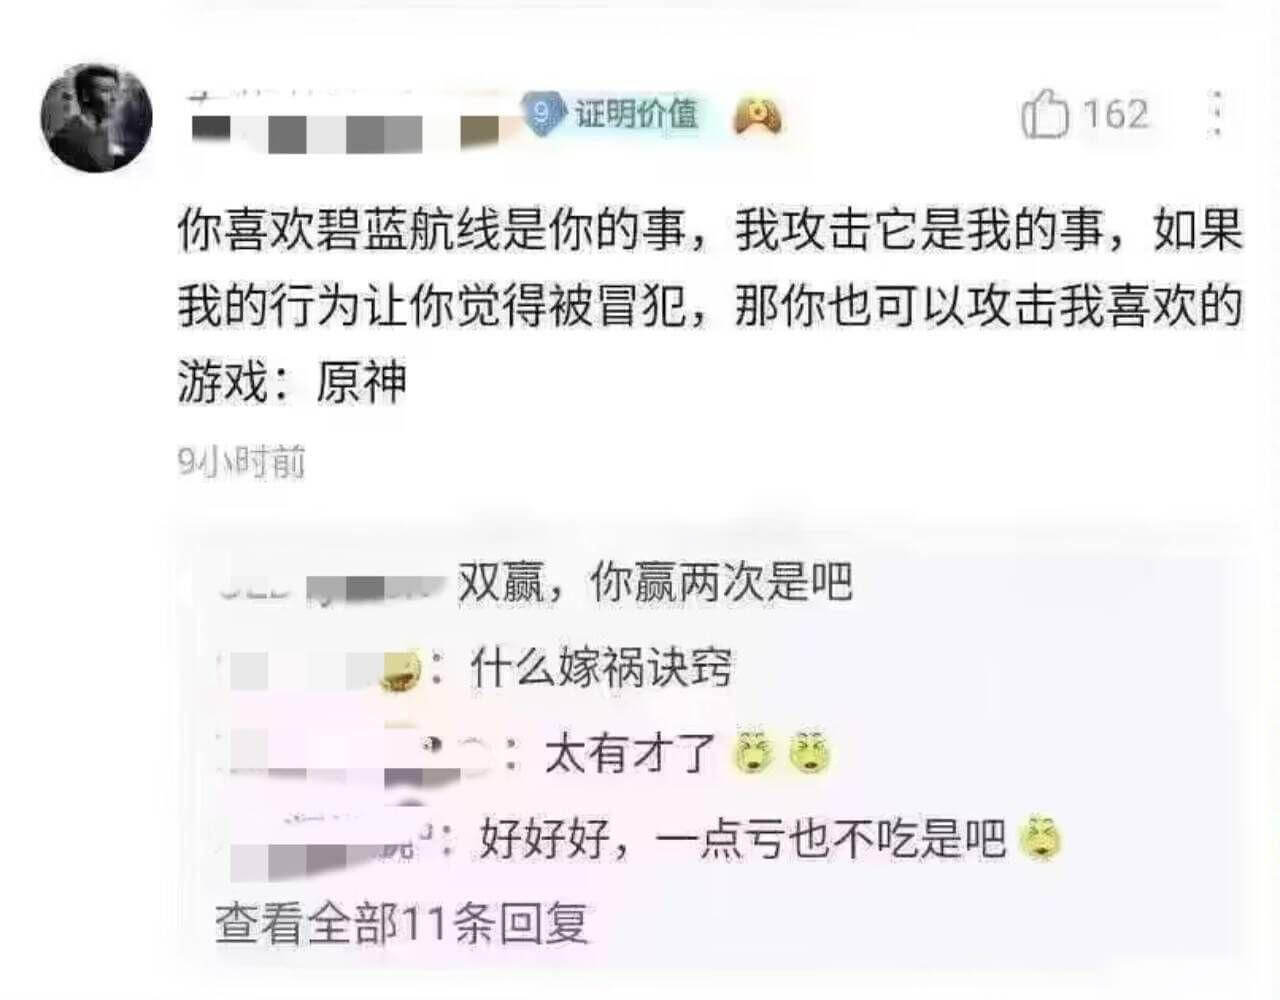 9 证明价值 162
你喜欢碧蓝航线是你的事，我攻击它是我的事，如果
我的行为让你觉得被冒犯，那你也可以攻击我喜欢的
游戏：原神
9小时前
双赢，你赢两次是吧
：什么嫁祸诀窍
：太有才了
：好好好，一点亏也不吃是吧
查看全部11条回复